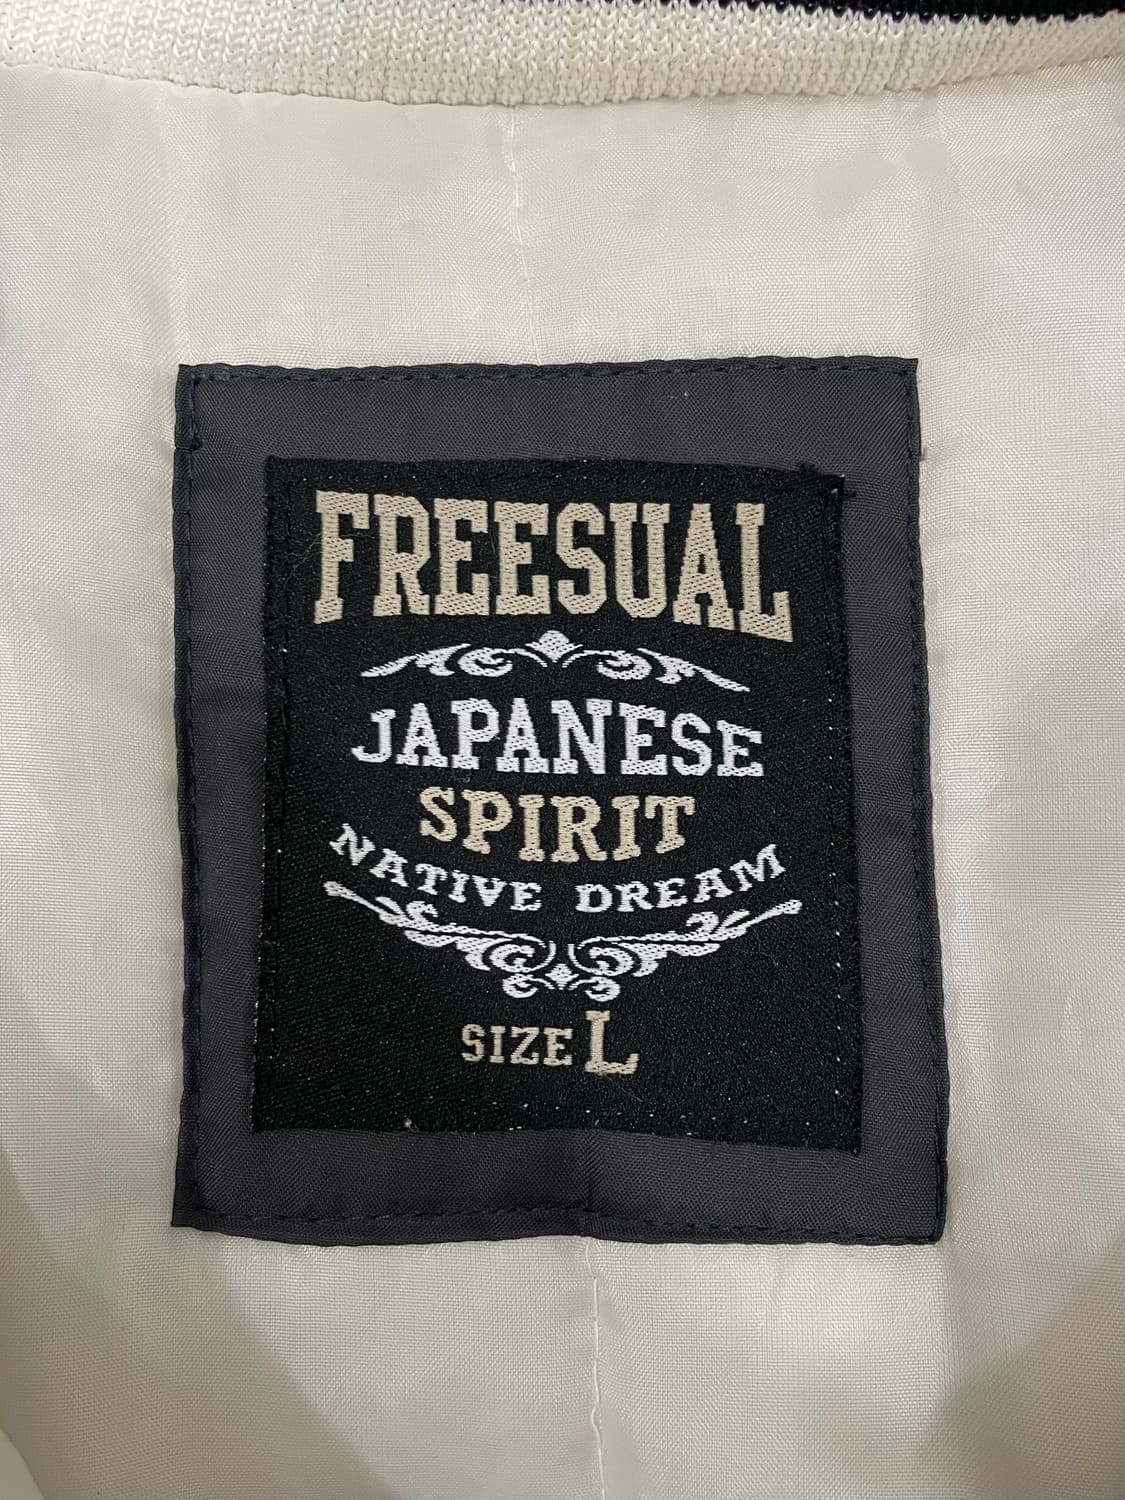 FREESUAL
JAPANESE
SPIRIT
NATIVE DREAM
SIZE L